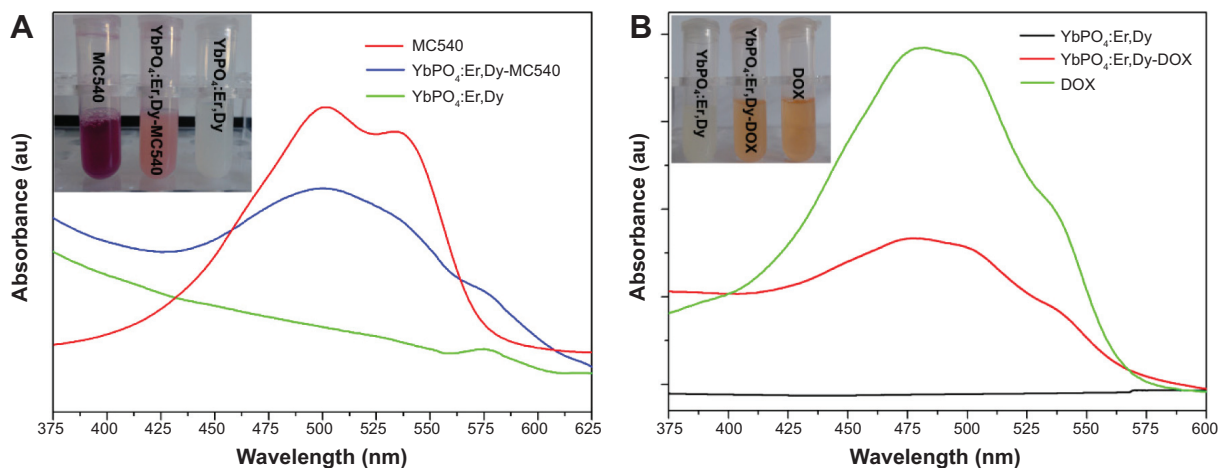 A
MC540
YbPO₄:Er,Dy-MC540
YbPO₄:Er,Dy
MC540
YbPO₄:Er,Dy-MC540
YbPO₄:Er,Dy
Absorbance (au)
375 400 425 450 475 500 525 550 575 600 625
Wavelength (nm)
B
YbPO₄:Er,Dy
YbPO₄:Er,Dy-DOX
DOX
YbPO₄:Er,Dy
YbPO₄:Er,Dy-DOX
DOX
Absorbance (au)
375 400 425 450 475 500 525 550 575 600
Wavelength (nm)